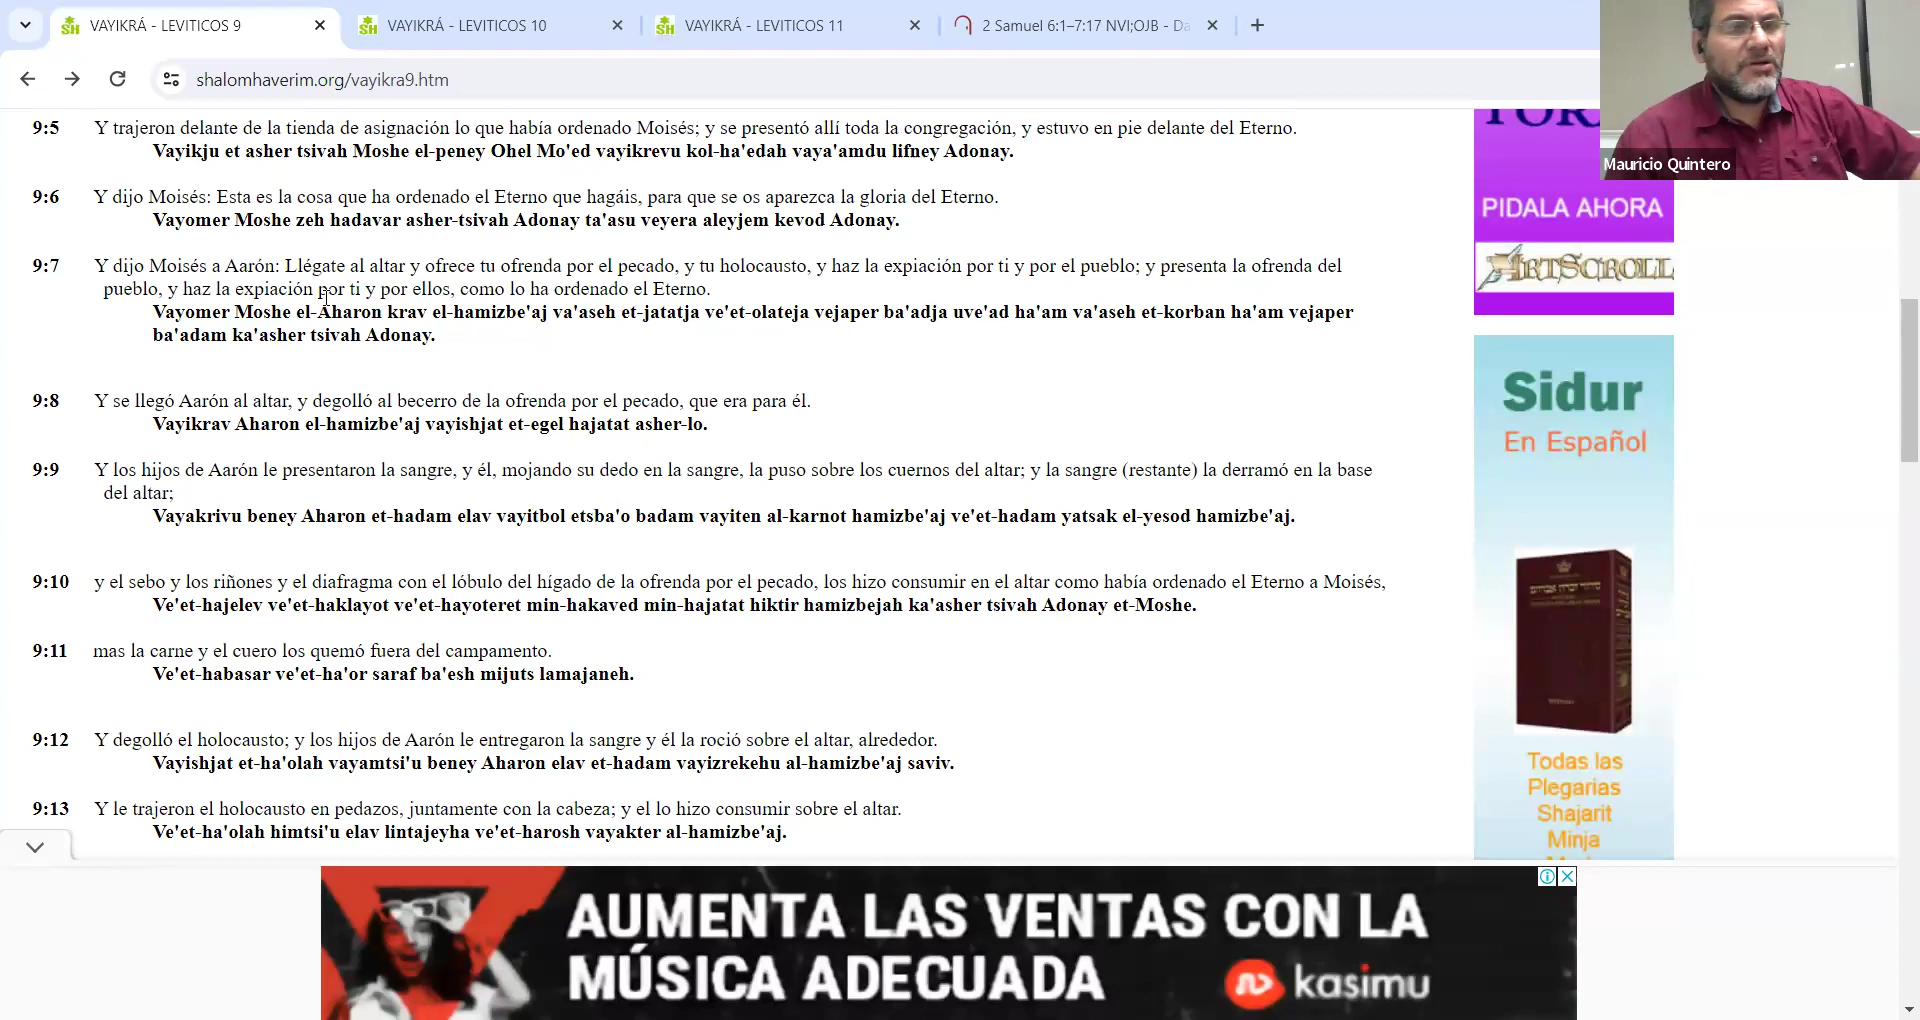 VAYIKRÁ - LEVITICOS 9
VAYIKRÁ - LEVITICOS 10
VAYIKRÁ - LEVITICOS 11
2 Samuel 6:1–7:17 NVI;OJB - Da
shalomhaverim.org/vayikra9.htm
Mauricio Quintero
9:5 Y trajeron delante de la tienda de asignación lo que había ordenado Moisés; y se presentó allí toda la congregación, y estuvo en pie delante del Eterno.
Vayikju et asher tsivah Moshe el-peney Ohel Mo'ed vayikrevu kol-ha'edah vaya'amdu lifney Adonay.
9:6 Y dijo Moisés: Esta es la cosa que ha ordenado el Eterno que hagáis, para que se os aparezca la gloria del Eterno.
Vayomer Moshe zeh hadavar asher-tsivah Adonay ta'asu veyera aleyjem kevod Adonay.
9:7 Y dijo Moisés a Aarón: Llégate al altar y ofrece tu ofrenda por el pecado, y tu holocausto, y haz la expiación por ti y por el pueblo; y presenta la ofrenda del
pueblo, y haz la expiación por ti y por ellos, como lo ha ordenado el Eterno.
Vayomer Moshe el-Aharon krav el-hamizbe'aj va'aseh et-jatatja ve'et-olateja vejaper ba'adja uve'ad ha'am va'aseh et-korban ha'am vejaper
ba'adam ka'asher tsivah Adonay.
9:8 Y se llegó Aarón al altar, y degolló al becerro de la ofrenda por el pecado, que era para él.
Vayikrav Aharon el-hamizbe'aj vayishjat et-egel hajatat asher-lo.
9:9 Y los hijos de Aarón le presentaron la sangre, y él, mojando su dedo en la sangre, la puso sobre los cuernos del altar; y la sangre (restante) la derramó en la base
del altar;
Vayakrivu beney Aharon et-hadam elav vayitbol etsba'o badam vayiten al-karnot hamizbe'aj ve'et-hadam yatsak el-yesod hamizbe'aj.
9:10 y el sebo y los riñones y el diafragma con el lóbulo del hígado de la ofrenda por el pecado, los hizo consumir en el altar como había ordenado el Eterno a Moisés,
Ve'et-hajelev ve'et-haklayot ve'et-hayoteret min-hakaved min-hajatat hiktir hamizbejah ka'asher tsivah Adonay et-Moshe.
9:11 mas la carne y el cuero los quemó fuera del campamento.
Ve'et-habasar ve'et-ha'or saraf ba'esh mijuts lamajaneh.
9:12 Y degolló el holocausto; y los hijos de Aarón le entregaron la sangre y él la roció sobre el altar, alrededor.
Vayishjat et-ha'olah vayamtsi'u beney Aharon elav et-hadam vayizrekehu al-hamizbe'aj saviv.
9:13 Y le trajeron el holocausto en pedazos, juntamente con la cabeza; y el lo hizo consumir sobre el altar.
Ve'et-ha'olah himtsi'u elav lintajeyha ve'et-harosh vayakter al-hamizbe'aj.
PIDALA AHORA
ARTSCROLL
Sidur
En Español
Todas las
Plegarias
Shajarit
Minja
AUMENTA LAS VENTAS CON LA
MÚSICA ADECUADA
kasimu